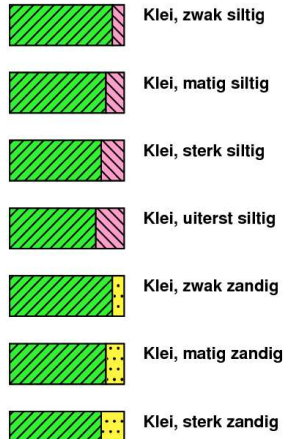 Klei, zwak siltig
Klei, matig siltig
Klei, sterk siltig
Klei, uiterst siltig
Klei, zwak zandig
Klei, matig zandig
Klei, sterk zandig